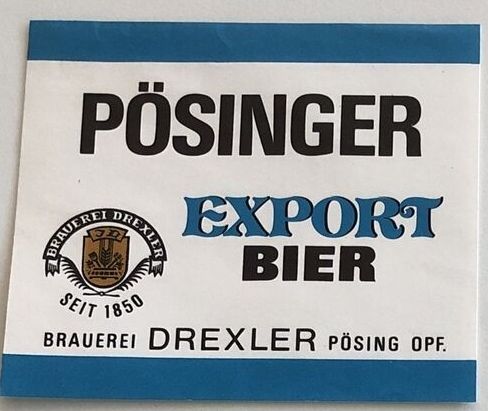 PÖSINGER
EXPORT
BIER
BRAUEREI DREXLER
SEIT 1850
BRAUEREI DREXLER PÖSING OPF.